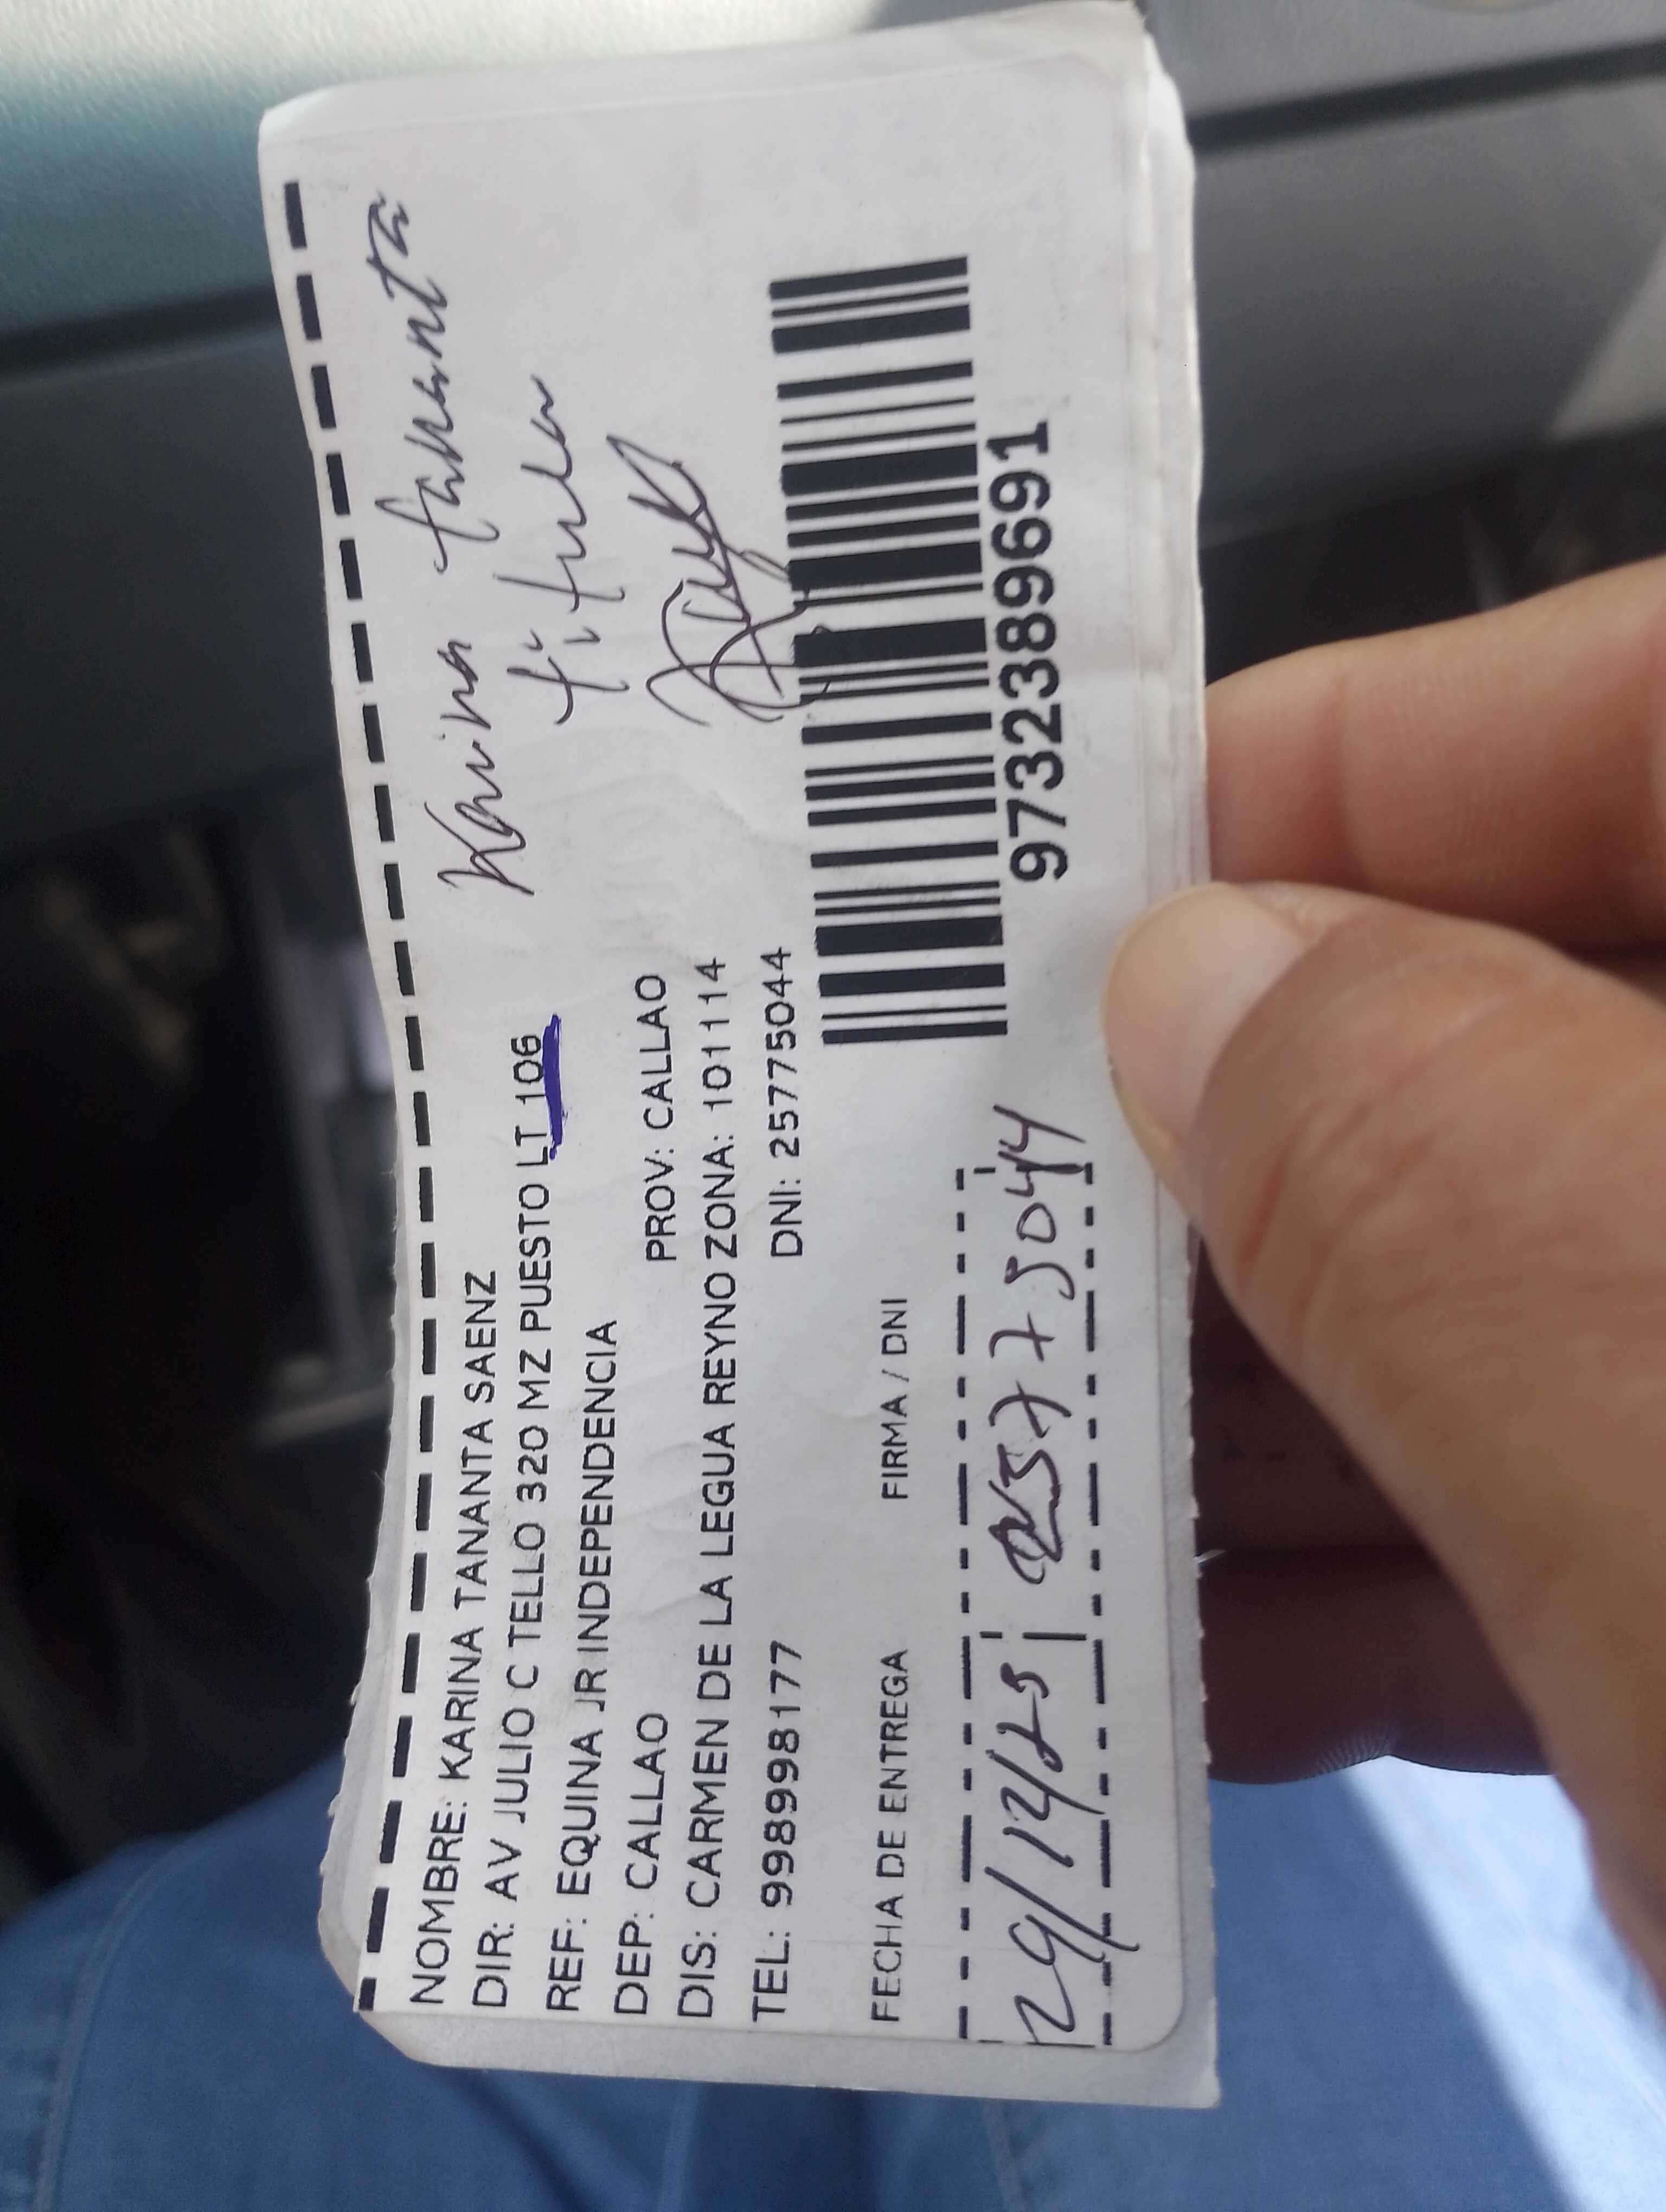 NOMBRE: KARINA TANANTA SAENZ
DIR: AV JULIO C TELLO 320 MZ PUESTO LT 106
REF: EQUINA JR INDEPENDENCIA
DEP: CALLAO PROV: CALLAO
DIS: CARMEN DE LA LEGUA REYNO ZONA: 101114
TEL: 998998177 DNI: 25775044
Karina Tananta
titular
9732389691
FECHA DE ENTREGA FIRMA / DNI
29/12/25 25775044